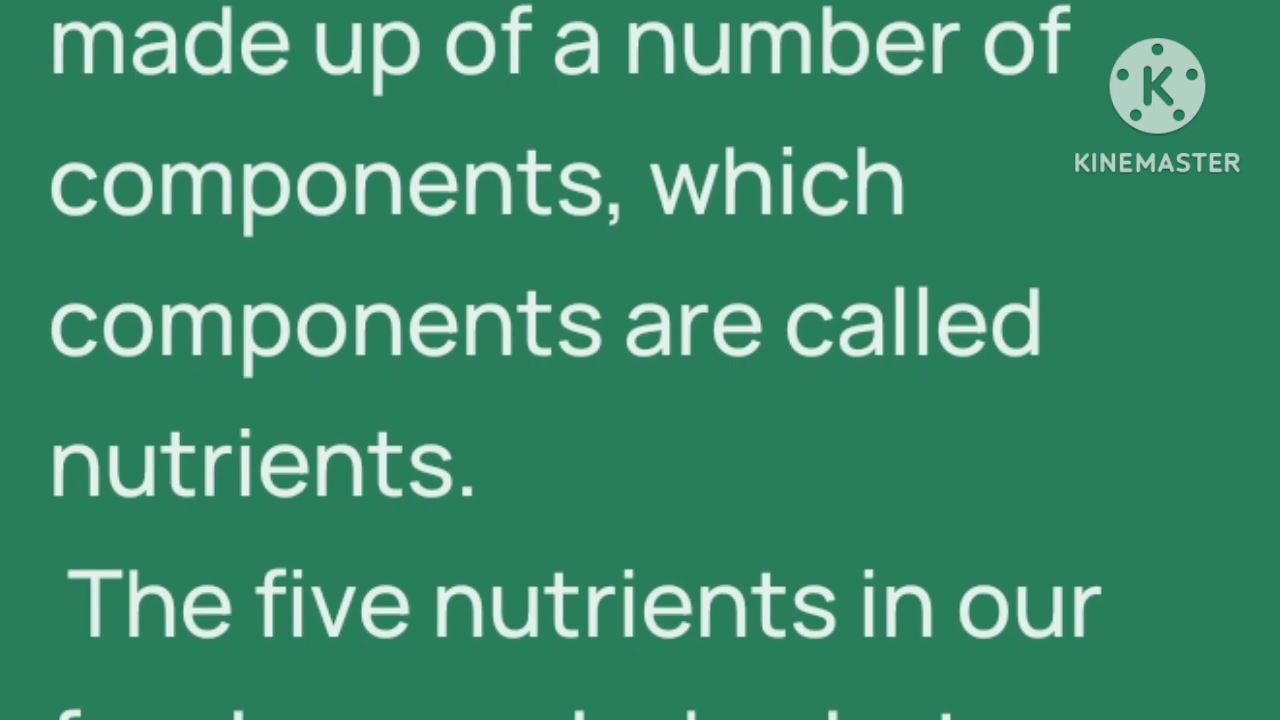 made up of a number of
K
KINEMASTER
components, which
components are called
nutrients.
The five nutrients in our